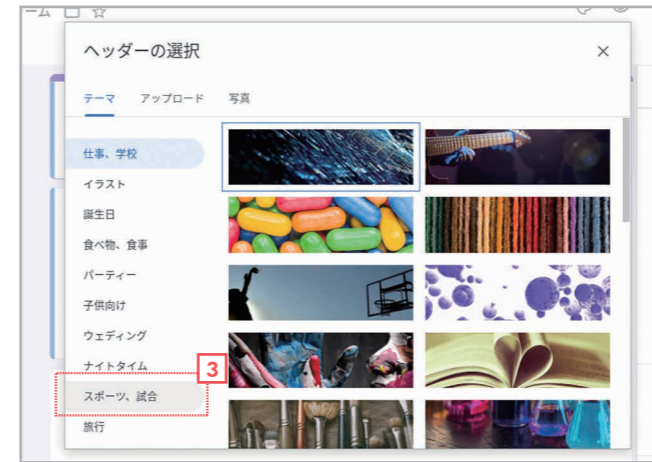 ーム
ヘッダーの選択
テーマ アップロード 写真
仕事、学校
イラスト
誕生日
食べ物、食事
パーティー
子供向け
ウェディング
ナイトタイム
3
スポーツ、試合
旅行